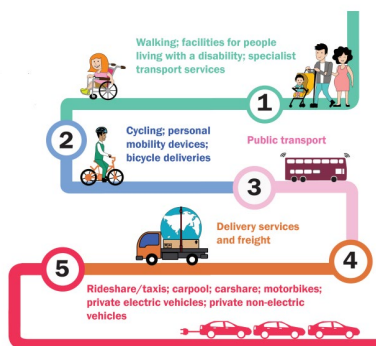 Walking; facilities for people
living with a disability; specialist
transport services
1
2
Cycling; personal
mobility devices;
bicycle deliveries
Public transport
3
Delivery services
and freight
4
5
Rideshare/taxis; carpool; carshare; motorbikes;
private electric vehicles; private non-electric
vehicles